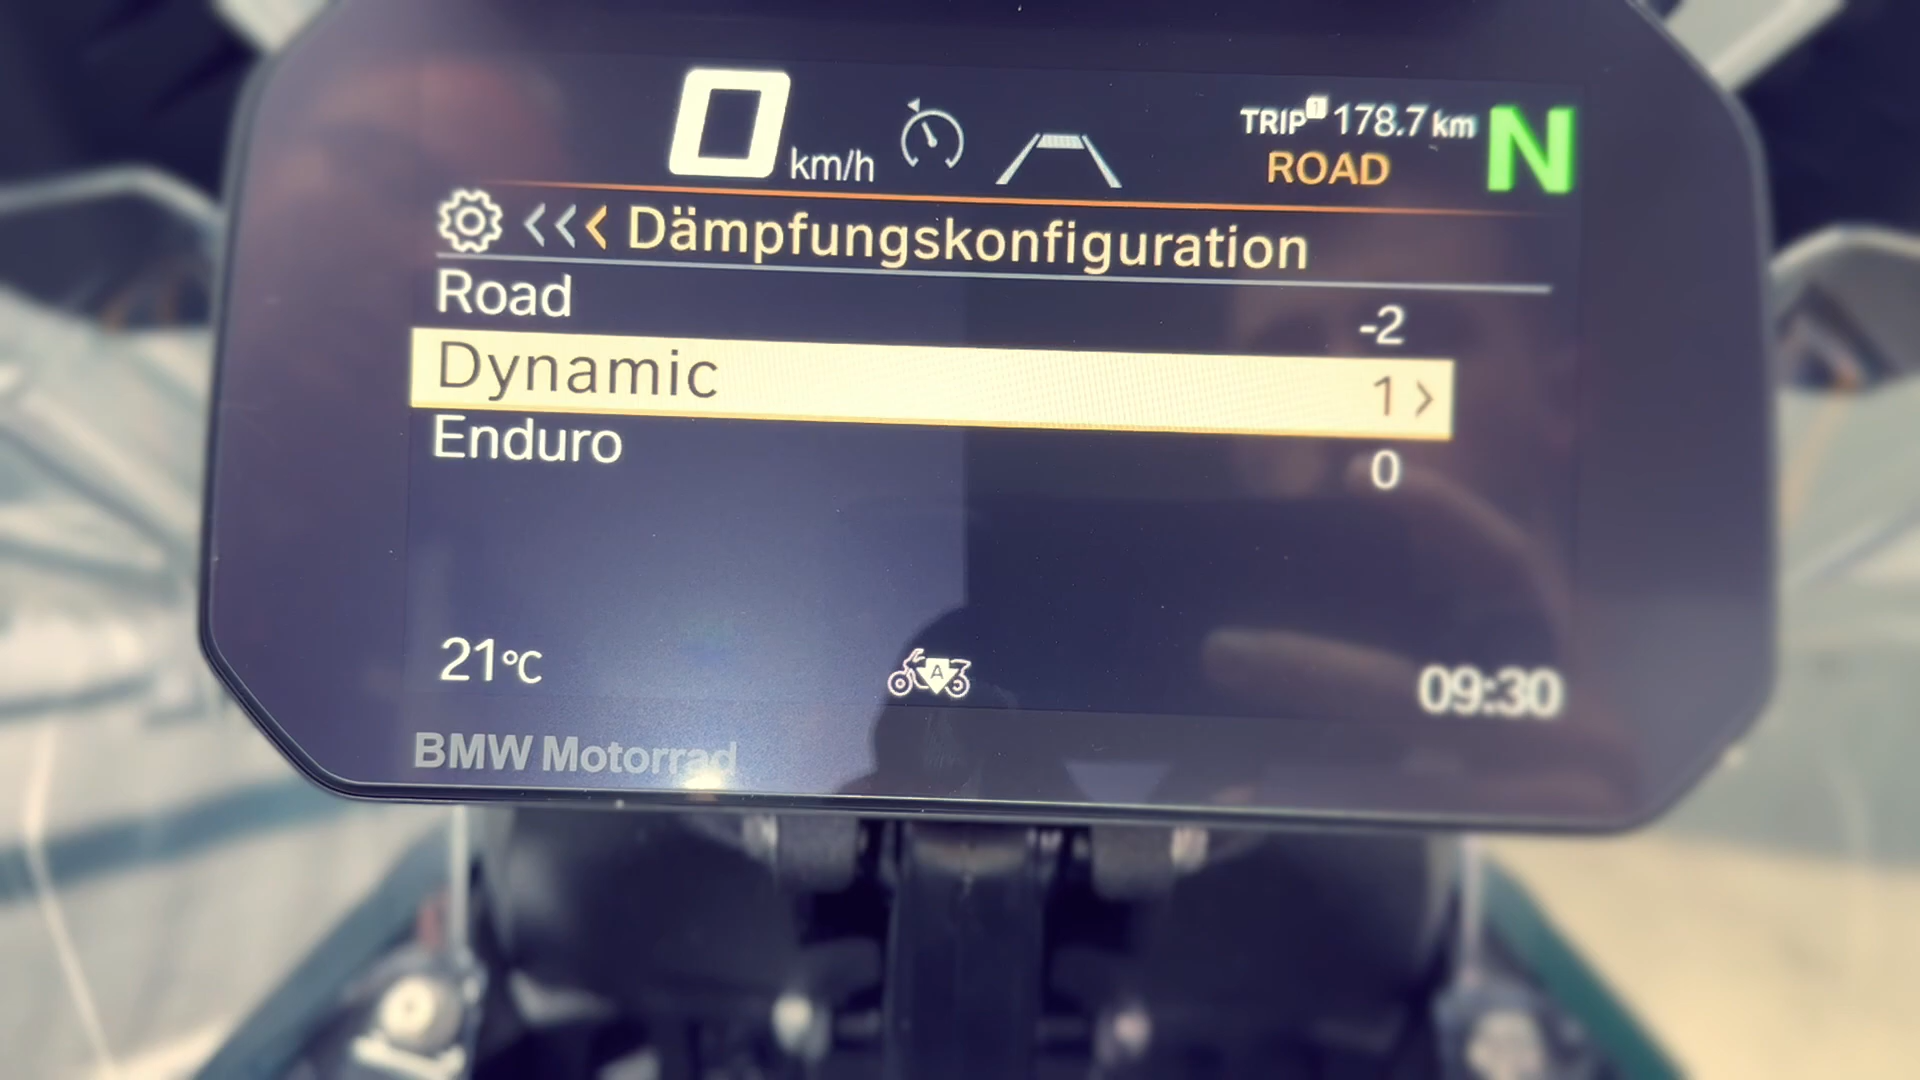 0 km/h TRIP 1 178.7 km N
ROAD
Dämpfungskonfiguration
Road -2
Dynamic 1
Enduro 0
21°C A 09:30
BMW Motorrad